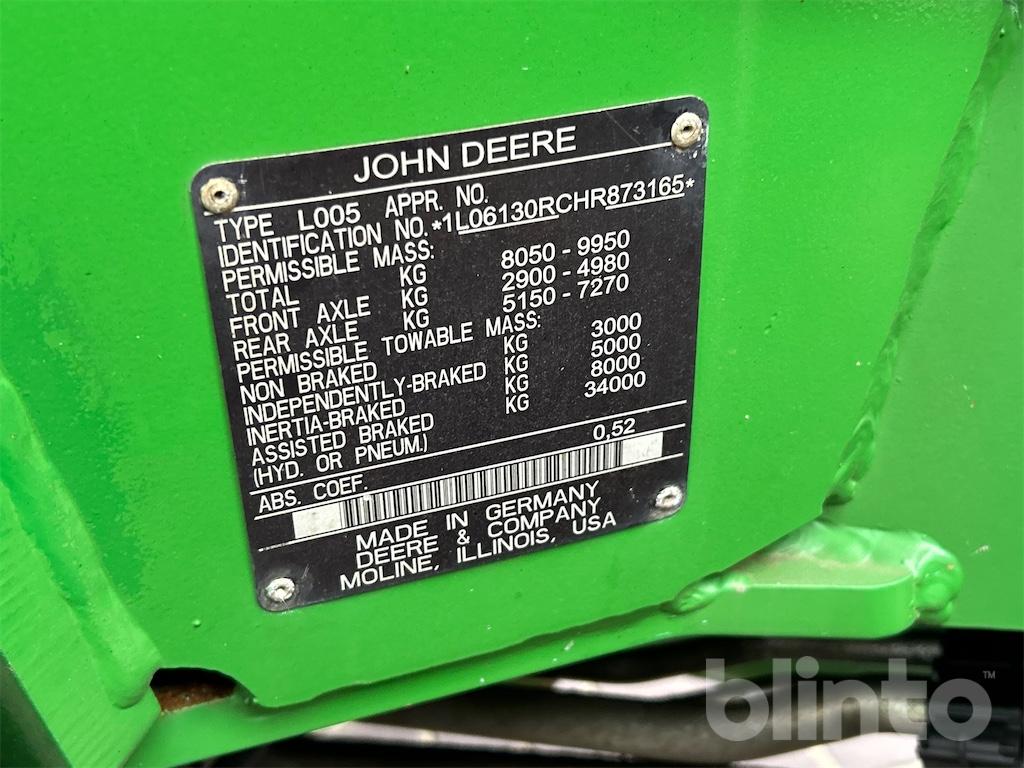 JOHN DEERE
TYPE L005 APPR. NO.
IDENTIFICATION NO.*1L06130RCHR873165*
PERMISSIBLE MASS:
TOTAL KG 8050 - 9950
FRONT AXLE KG 2900 - 4980
REAR AXLE KG 5150 - 7270
PERMISSIBLE TOWABLE MASS:
NON BRAKED KG 3000
INDEPENDENTLY-BRAKED KG 5000
INERTIA-BRAKED KG 8000
ASSISTED BRAKED KG 34000
(HYD. OR PNEUM.)
ABS. COEF. 0,52
MADE IN GERMANY
DEERE & COMPANY
MOLINE, ILLINOIS, USA
blinto™